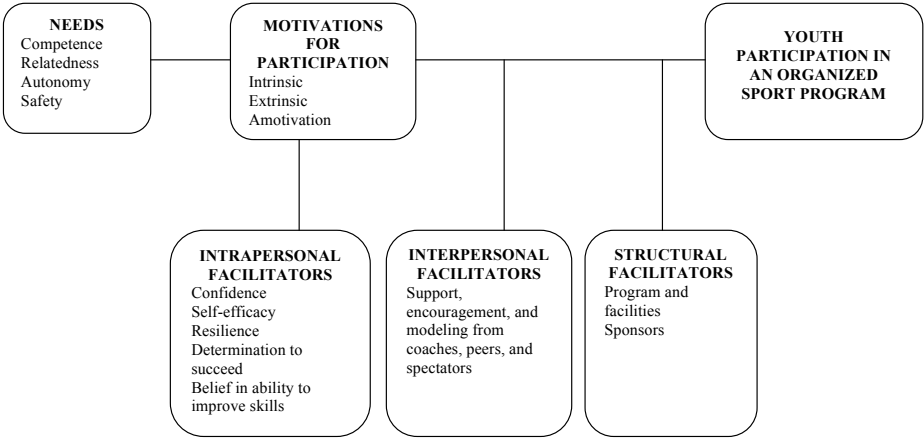 NEEDS
Competence
Relatedness
Autonomy
Safety
MOTIVATIONS
FOR
PARTICIPATION
Intrinsic
Extrinsic
Amotivation
YOUTH
PARTICIPATION IN
AN ORGANIZED
SPORT PROGRAM
INTRAPERSONAL
FACILITATORS
Confidence
Self-efficacy
Resilience
Determination to
succeed
Belief in ability to
improve skills
INTERPERSONAL
FACILITATORS
Support,
encouragement, and
modeling from
coaches, peers, and
spectators
STRUCTURAL
FACILITATORS
Program and
facilities
Sponsors